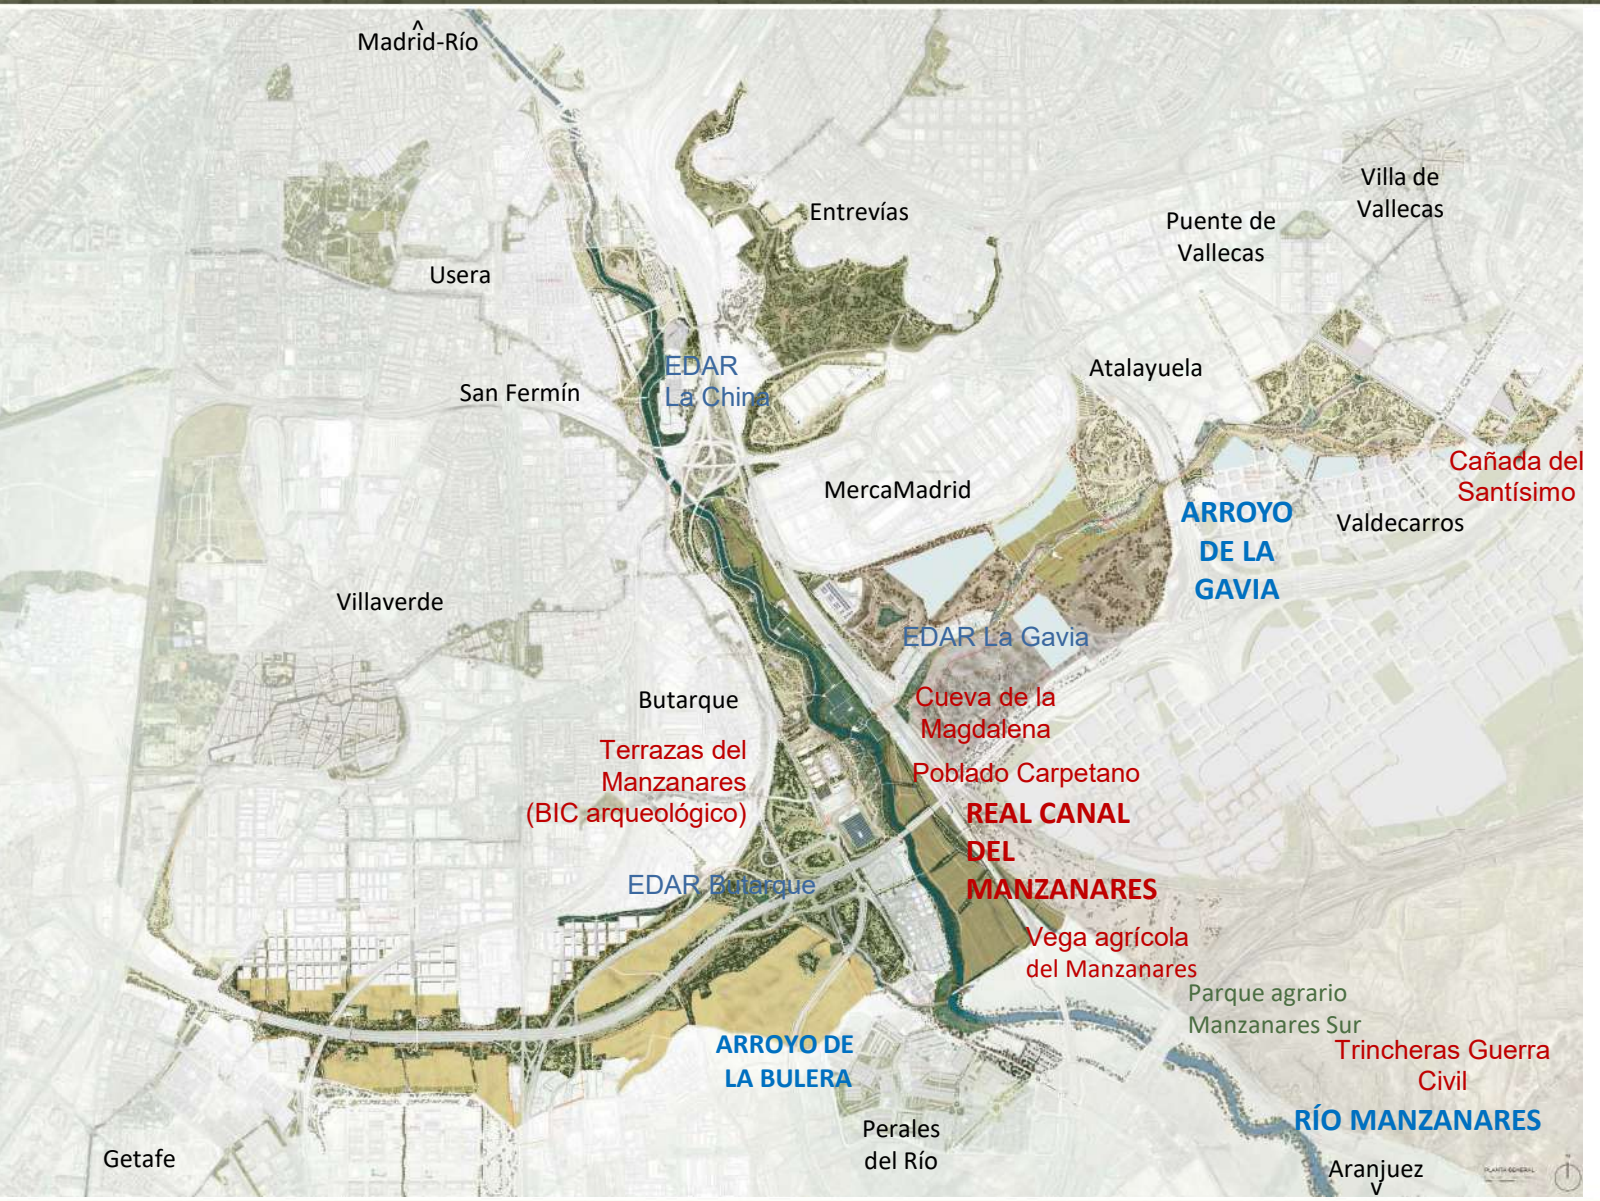 ^
Madrid-Río
Villa de
Vallecas
Entrevías
Puente de
Vallecas
Usera
EDAR
La China
Atalayuela
San Fermín
Cañada del
Santísimo
MercaMadrid
ARROYO
DE LA
GAVIA
Valdecarros
Villaverde
EDAR La Gavia
Butarque
Cueva de la
Magdalena
Terrazas del
Manzanares
(BIC arqueológico)
Poblado Carpetano
REAL CANAL
DEL
MANZANARES
EDAR Butarque
Vega agrícola
del Manzanares
Parque agrario
Manzanares Sur
ARROYO DE
LA BULERA
Trincheras Guerra
Civil
RÍO MANZANARES
Perales
del Río
Getafe
Aranjuez
v
PLANTA GENERAL